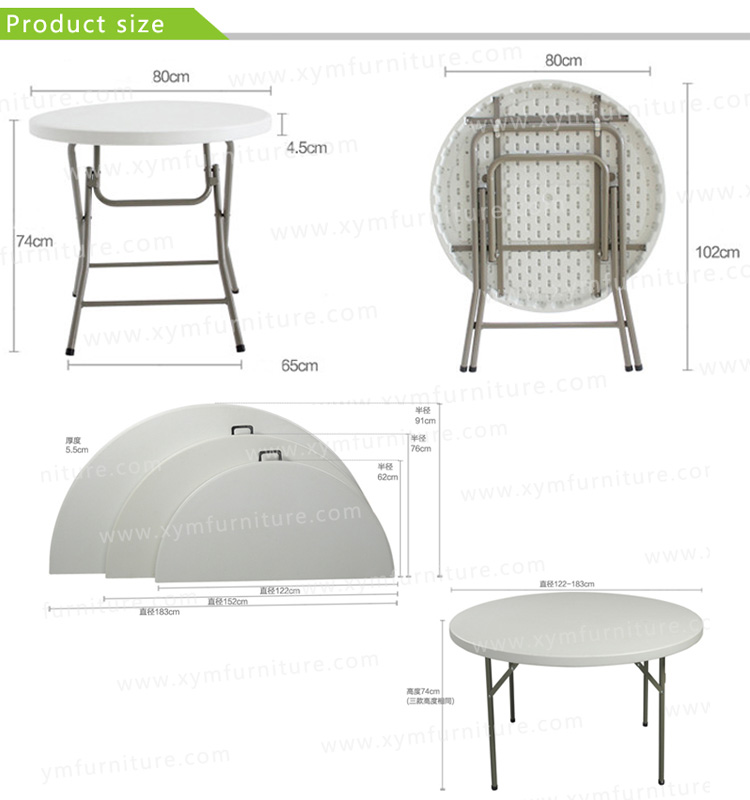 Product size
80cm
4.5cm
74cm
65cm
80cm
102cm
www.xymfurniture.com
厚度
5.5cm
半径
91cm
半径
76cm
半径
62cm
直径122cm
直径152cm
直径183cm
直径122-183cm
高度74cm
(三款高度相同)